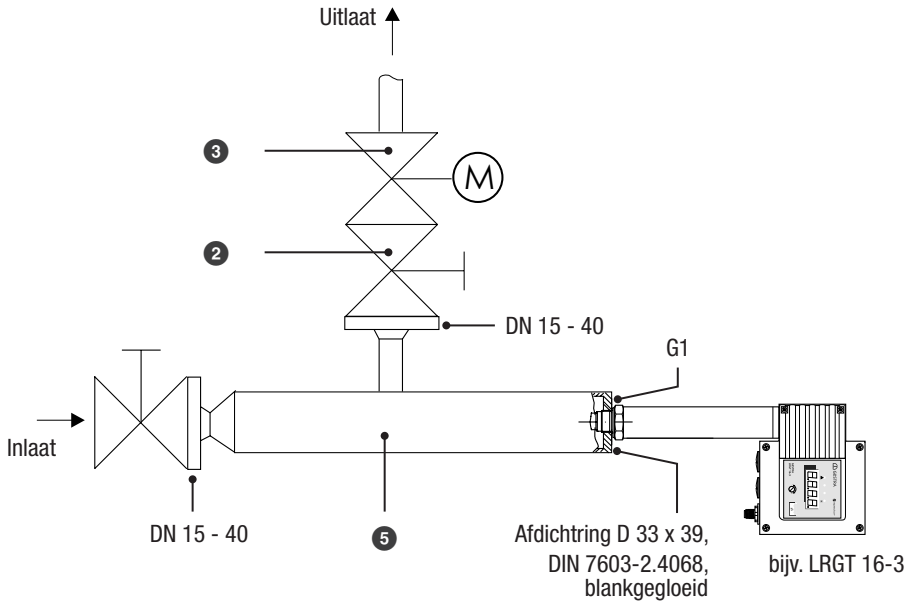 Uitlaat
3
M
2
DN 15 - 40
G1
Inlaat
DN 15 - 40
5
Afdichtring D 33 x 39,
DIN 7603-2.4068,
blankgegloeid
bijv. LRGT 16-3
GESTRA